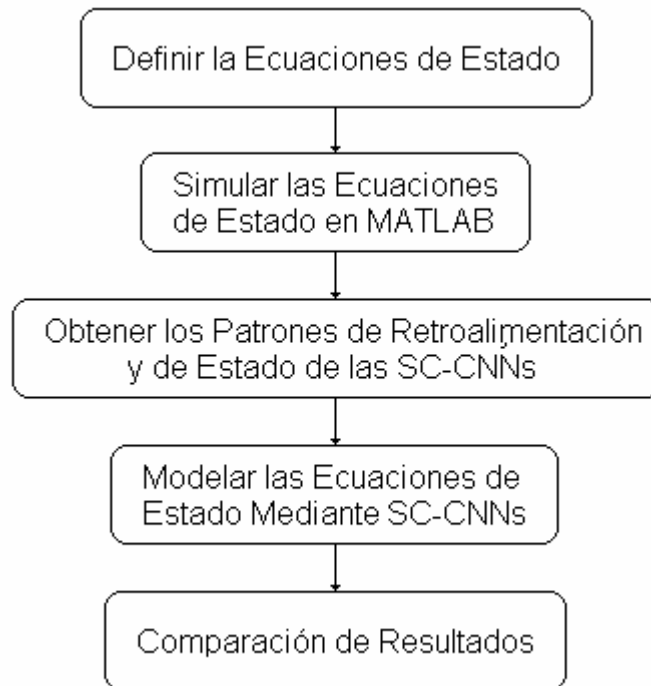 Definir la Ecuaciones de Estado
Simular las Ecuaciones
de Estado en MATLAB
Obtener los Patrones de Retroalimentación
y de Estado de las SC-CNNs
Modelar las Ecuaciones de
Estado Mediante SC-CNNs
Comparación de Resultados